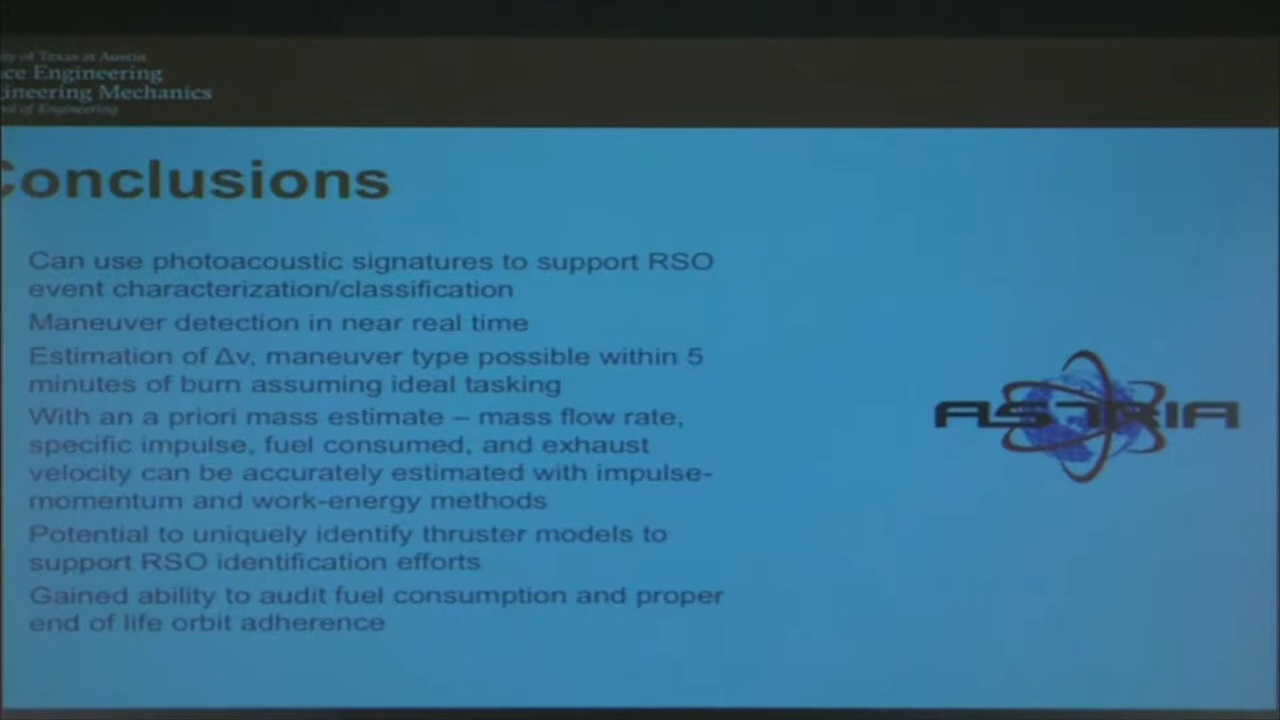 ity of Texas at Austin
ce Engineering
ineering Mechanics
ol of Engineering
Conclusions
Can use photoacoustic signatures to support RSO
event characterization/classification
Maneuver detection in near real time
Estimation of Δv, maneuver type possible within 5
minutes of burn assuming ideal tasking
With an a priori mass estimate – mass flow rate,
specific impulse, fuel consumed, and exhaust
velocity can be accurately estimated with impulse-
momentum and work-energy methods
Potential to uniquely identify thruster models to
support RSO identification efforts
Gained ability to audit fuel consumption and proper
end of life orbit adherence
ASTRIA